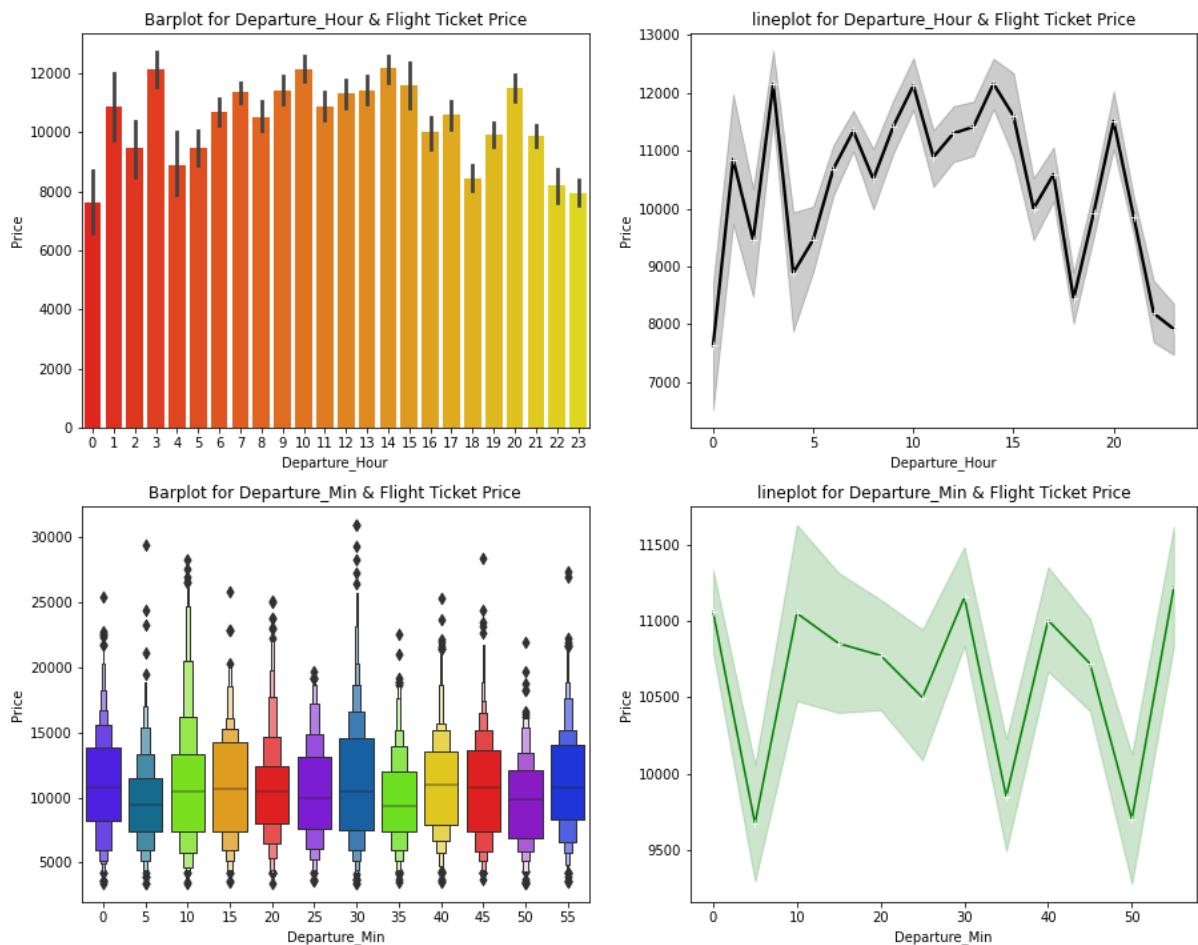 Barplot for Departure_Hour & Flight Ticket Price
12000
10000
8000
6000
4000
2000
0
Price
0 1 2 3 4 5 6 7 8 9 10 11 12 13 14 15 16 17 18 19 20 21 22 23
Departure_Hour
lineplot for Departure_Hour & Flight Ticket Price
13000
12000
11000
10000
9000
8000
7000
Price
0 5 10 15 20
Departure_Hour
Barplot for Departure_Min & Flight Ticket Price
30000
25000
20000
15000
10000
5000
Price
0 5 10 15 20 25 30 35 40 45 50 55
Departure_Min
lineplot for Departure_Min & Flight Ticket Price
11500
11000
10500
10000
9500
Price
0 10 20 30 40 50
Departure_Min